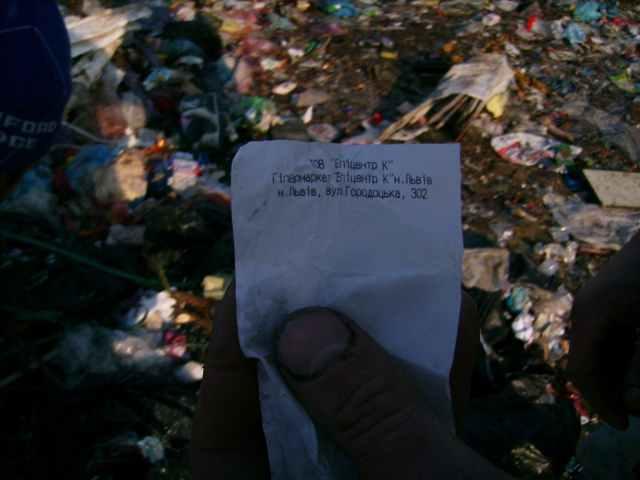 ТОВ "Епіцентр К"
Гіпермаркет Епіцентр К"м.Львів
м.Львів, вул.Городоцька, 302